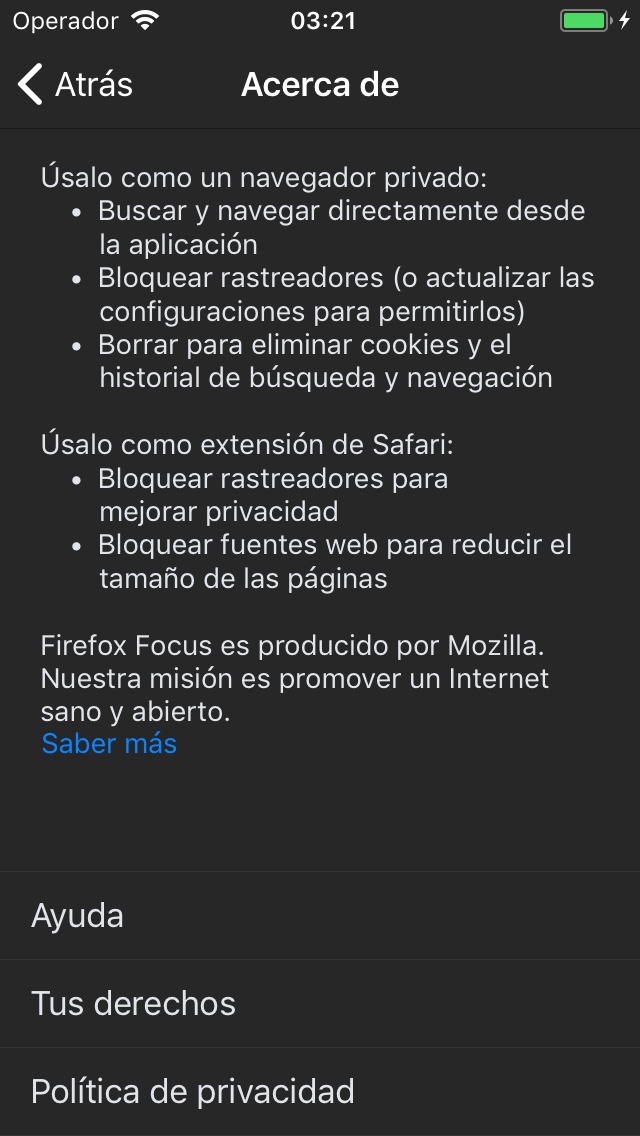 Operador 03:21
Atrás Acerca de
Úsalo como un navegador privado:
• Buscar y navegar directamente desde
la aplicación
• Bloquear rastreadores (o actualizar las
configuraciones para permitirlos)
• Borrar para eliminar cookies y el
historial de búsqueda y navegación
Úsalo como extensión de Safari:
• Bloquear rastreadores para
mejorar privacidad
• Bloquear fuentes web para reducir el
tamaño de las páginas
Firefox Focus es producido por Mozilla.
Nuestra misión es promover un Internet
sano y abierto.
Saber más
Ayuda
Tus derechos
Política de privacidad